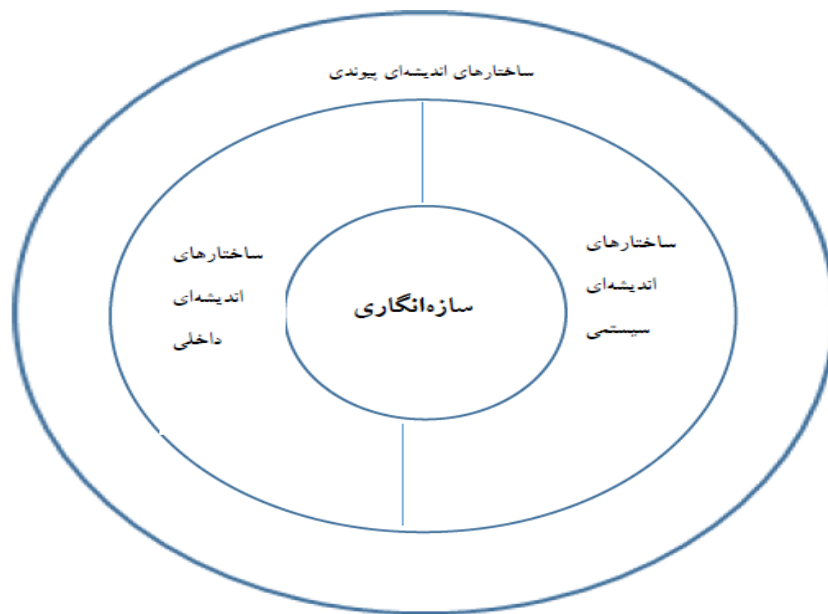 ساختارهای اندیشه‌ای پیوندی
ساختارهای
اندیشه‌ای
سیستمی
سازه‌انگاری
ساختارهای
اندیشه‌ای
داخلی